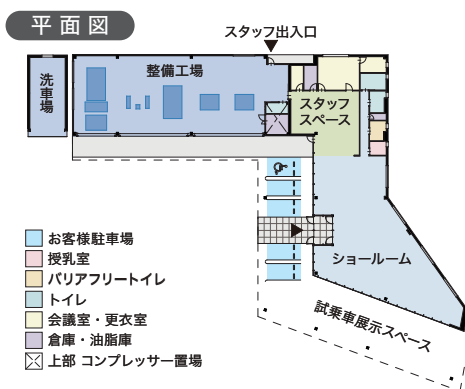 平面図
スタッフ出入口
洗車場
整備工場
スタッフ
スペース
ショールーム
試乗車展示スペース
お客様駐車場
授乳室
バリアフリートイレ
トイレ
会議室・更衣室
倉庫・油脂庫
上部 コンプレッサー置場